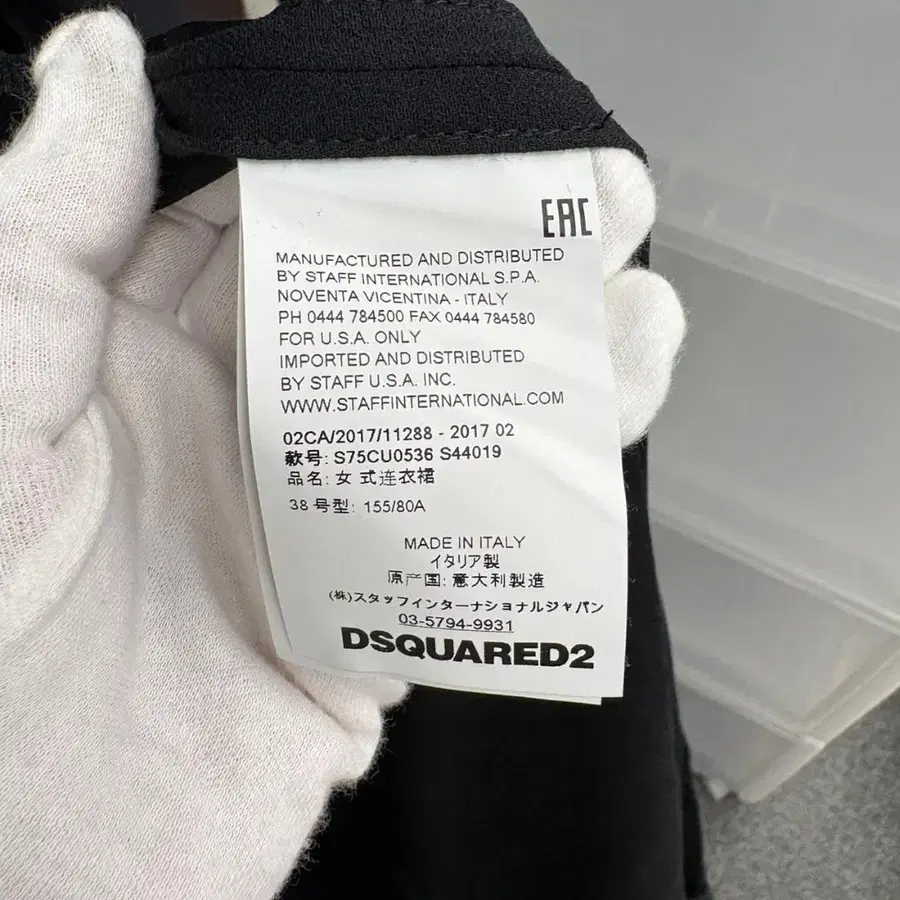 EAC
MANUFACTURED AND DISTRIBUTED
BY STAFF INTERNATIONAL S.P.A.
NOVENTA VICENTINA - ITALY
PH 0444 784500 FAX 0444 784580
FOR U.S.A. ONLY
IMPORTED AND DISTRIBUTED
BY STAFF U.S.A. INC.
WWW.STAFFINTERNATIONAL.COM
02CA/2017/11288 - 2017 02
款号: S75CU0536 S44019
品名: 女 式连衣裙
38 号型: 155/80A
MADE IN ITALY
イタリア製
原产国: 意大利製造
(株)スタッフインターナショナルジャパン
03-5794-9931
DSQUARED2